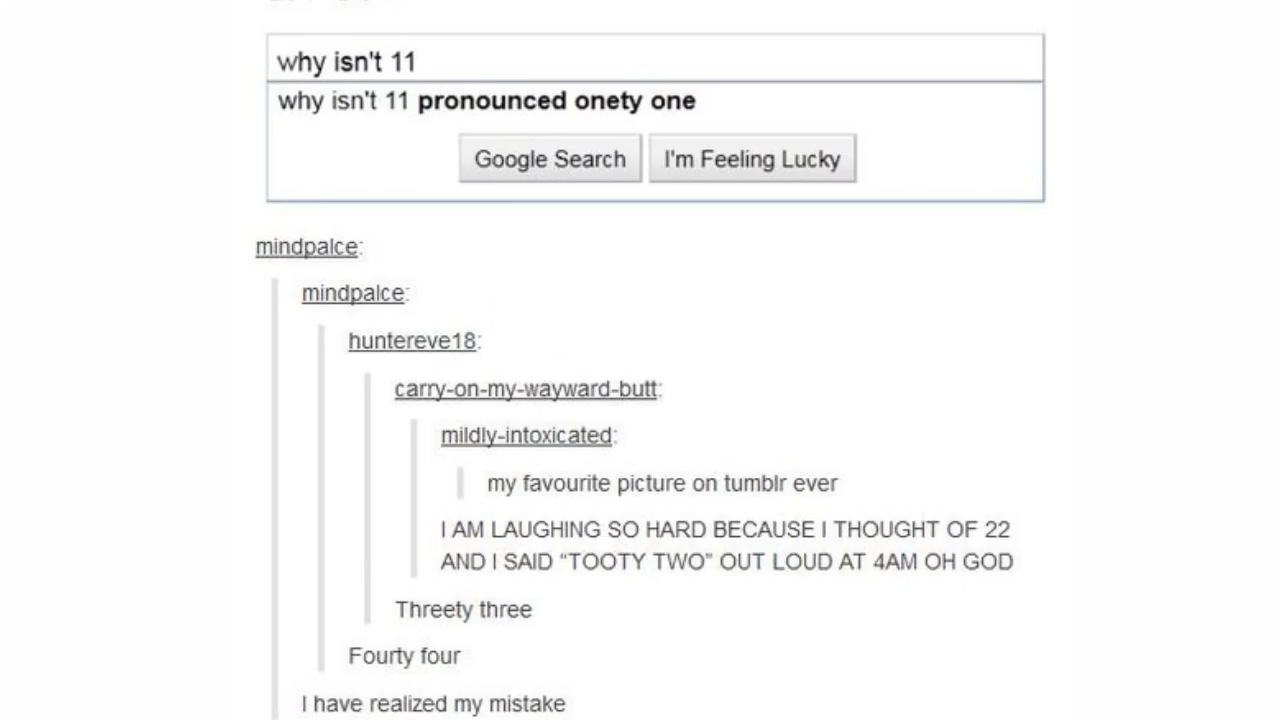 why isn't 11
why isn't 11 pronounced onety one
Google Search I'm Feeling Lucky
mindpalce:
mindpalce:
huntereve18:
carry-on-my-wayward-butt:
mildly-intoxicated:
my favourite picture on tumblr ever
I AM LAUGHING SO HARD BECAUSE I THOUGHT OF 22
AND I SAID “TOOTY TWO” OUT LOUD AT 4AM OH GOD
Threety three
Fourty four
I have realized my mistake